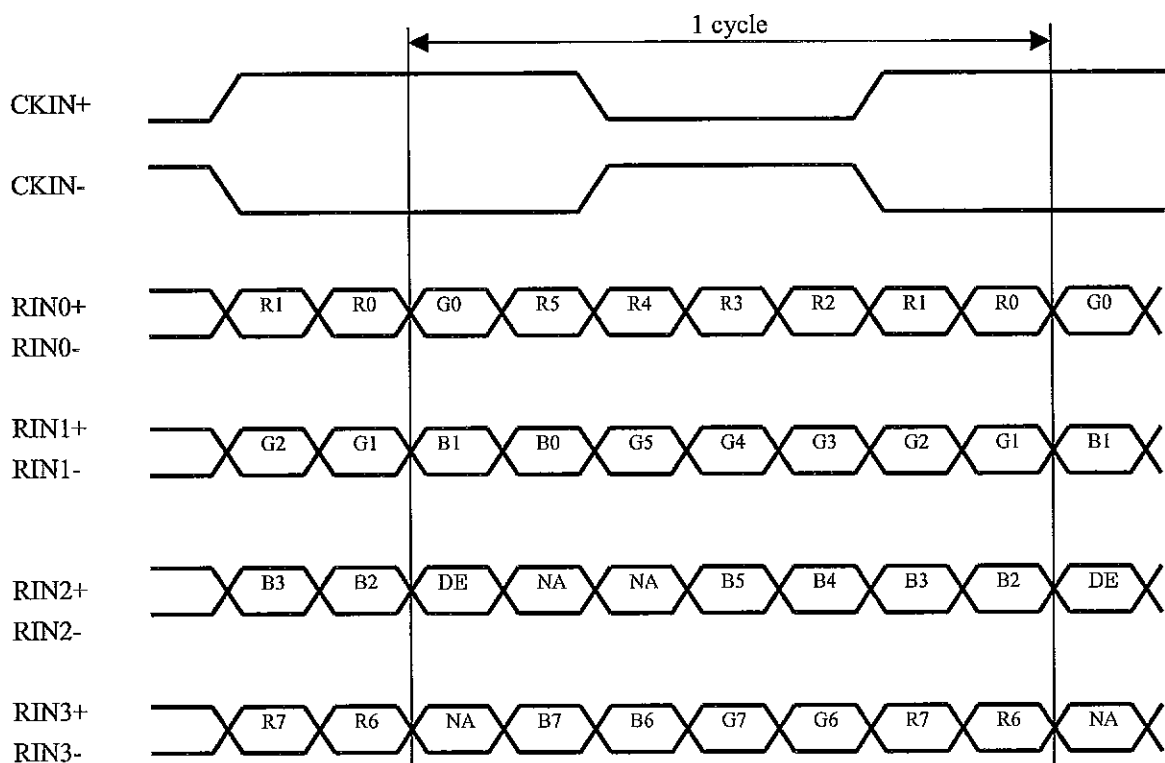 1 cycle
CKIN+
CKIN-
RIN0+ R1 R0 G0 R5 R4 R3 R2 R1 R0 G0
RIN0-
RIN1+ G2 G1 B1 B0 G5 G4 G3 G2 G1 B1
RIN1-
RIN2+ B3 B2 DE NA NA B5 B4 B3 B2 DE
RIN2-
RIN3+ R7 R6 NA B7 B6 G7 G6 R7 R6 NA
RIN3-